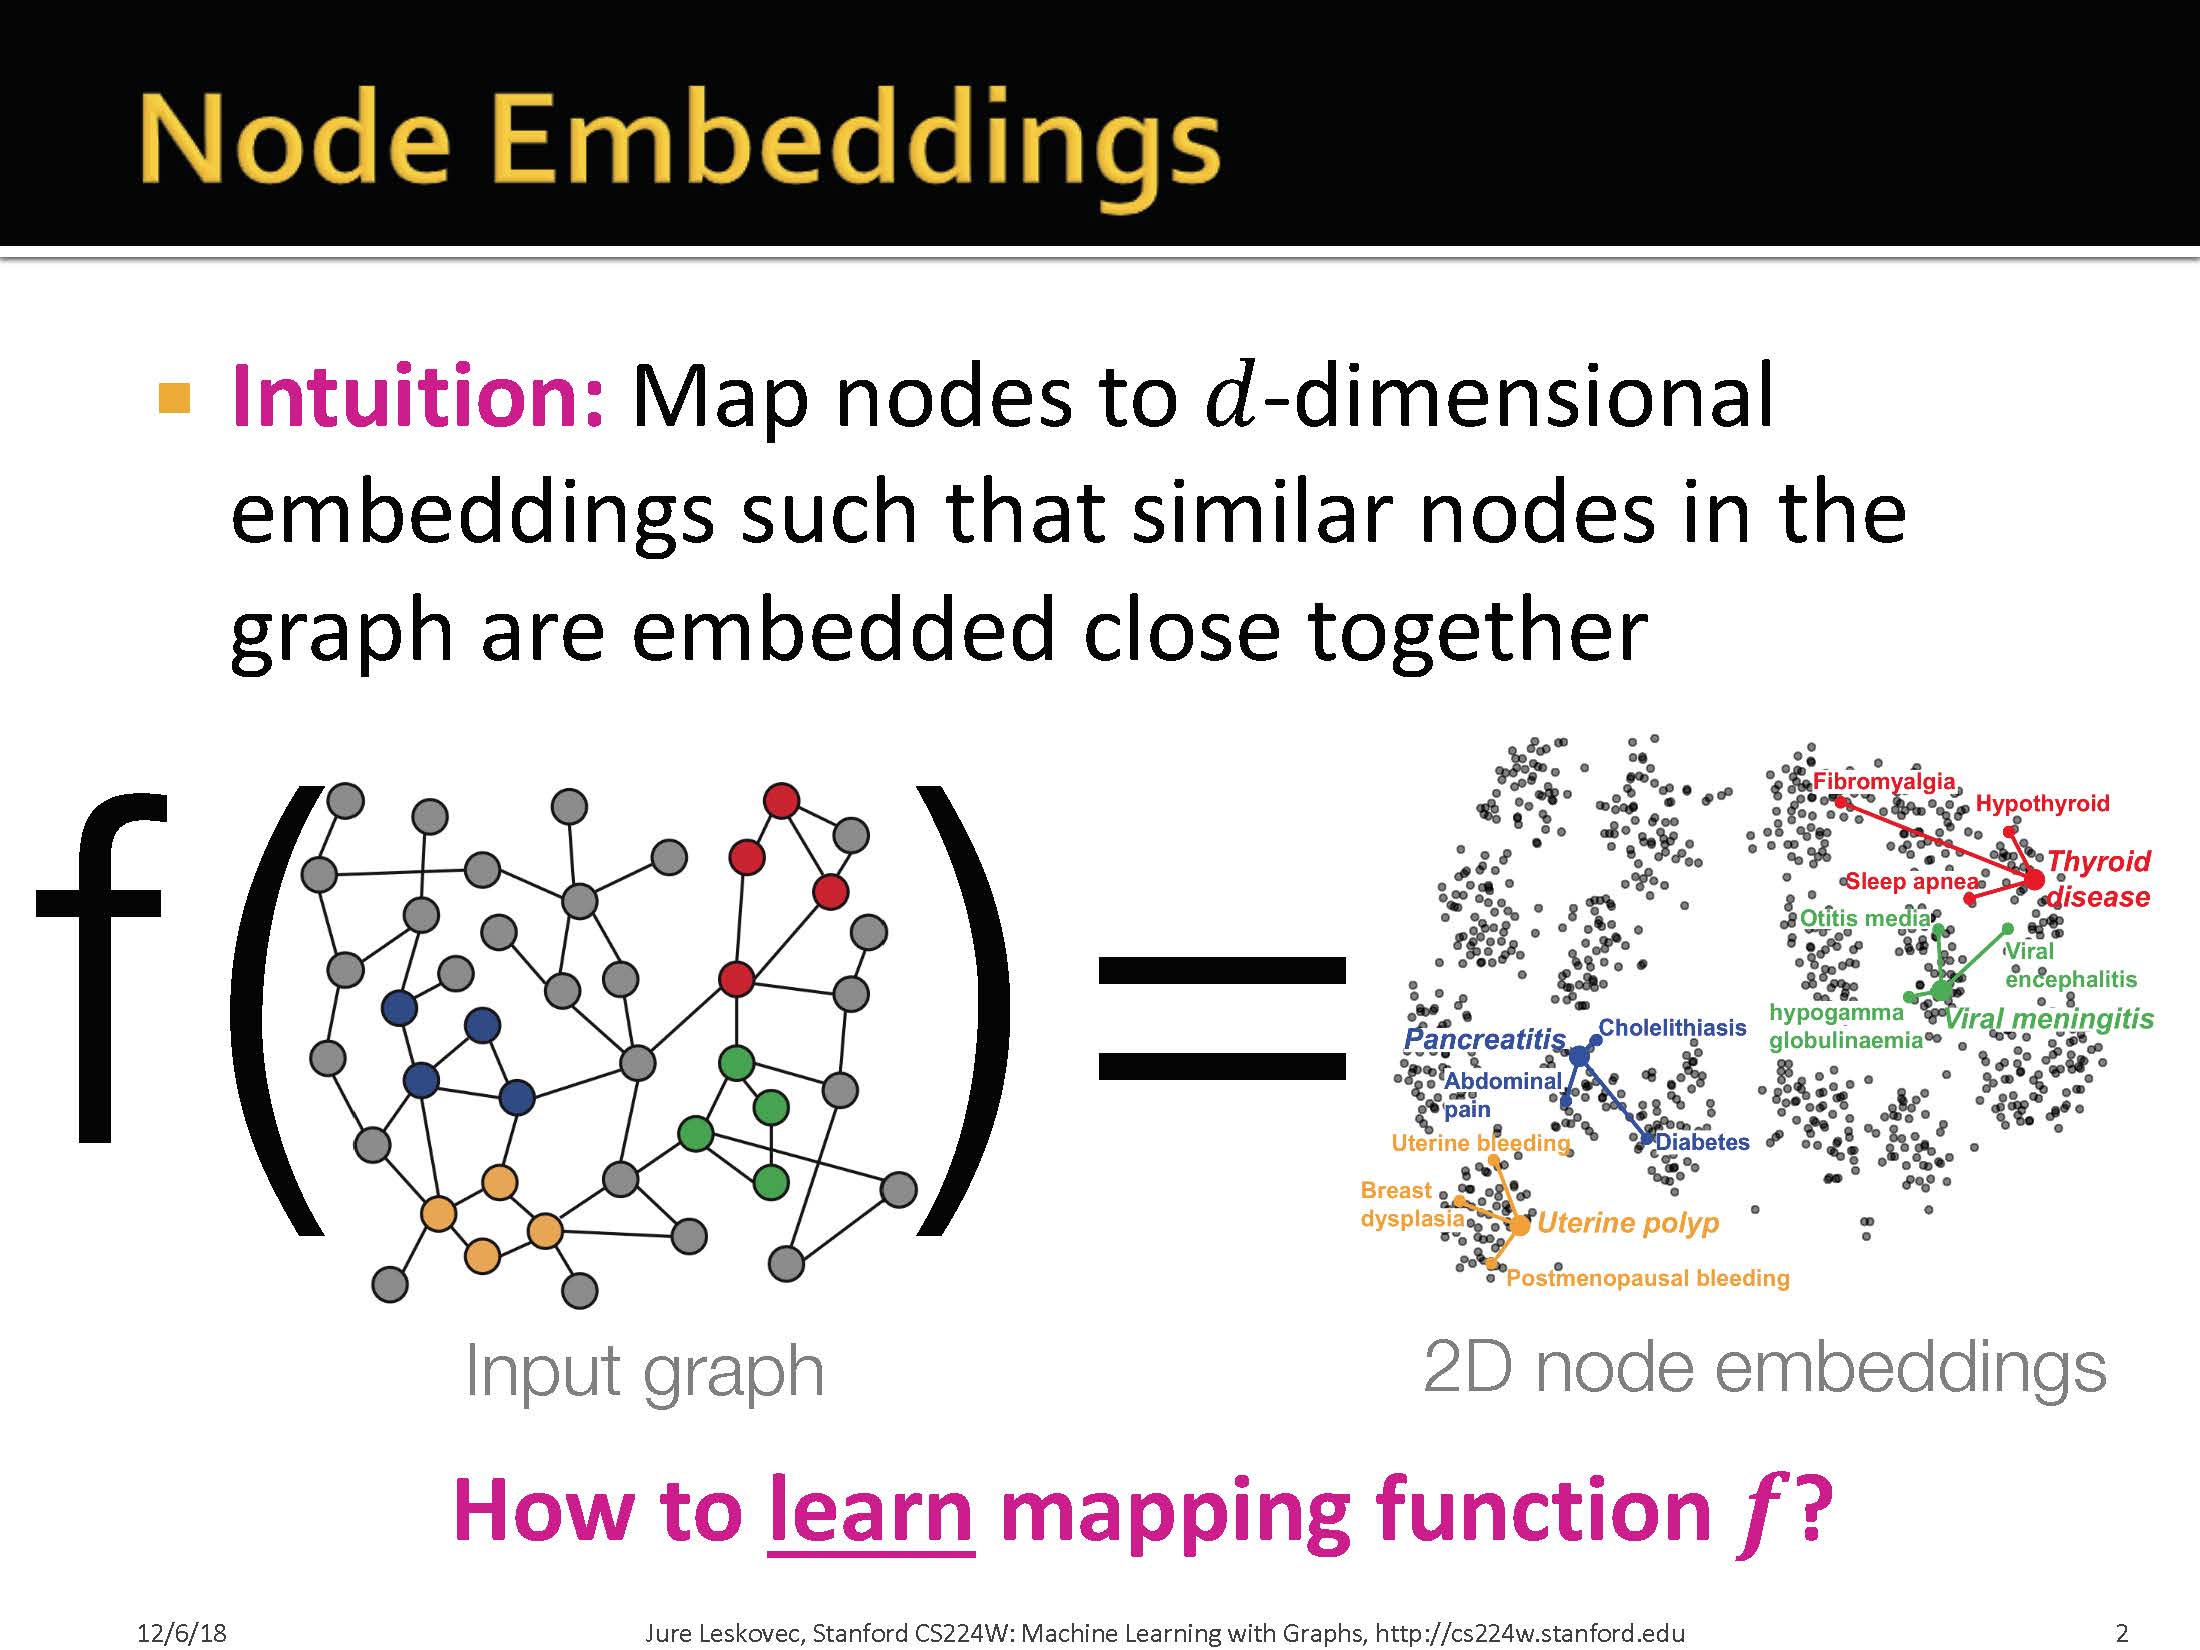 Node Embeddings
Intuition: Map nodes to d-dimensional
embeddings such that similar nodes in the
graph are embedded close together
f ( ) =
Fibromyalgia
Hypothyroid
Thyroid
disease
Sleep apnea
Otitis media
Viral
encephalitis
hypogamma
globulinaemia
Viral meningitis
Pancreatitis
Cholelithiasis
Abdominal
pain
Diabetes
Uterine bleeding
Breast
dysplasia
Uterine polyp
Postmenopausal bleeding
Input graph
2D node embeddings
How to learn mapping function f?
12/6/18
Jure Leskovec, Stanford CS224W: Machine Learning with Graphs, http://cs224w.stanford.edu
2